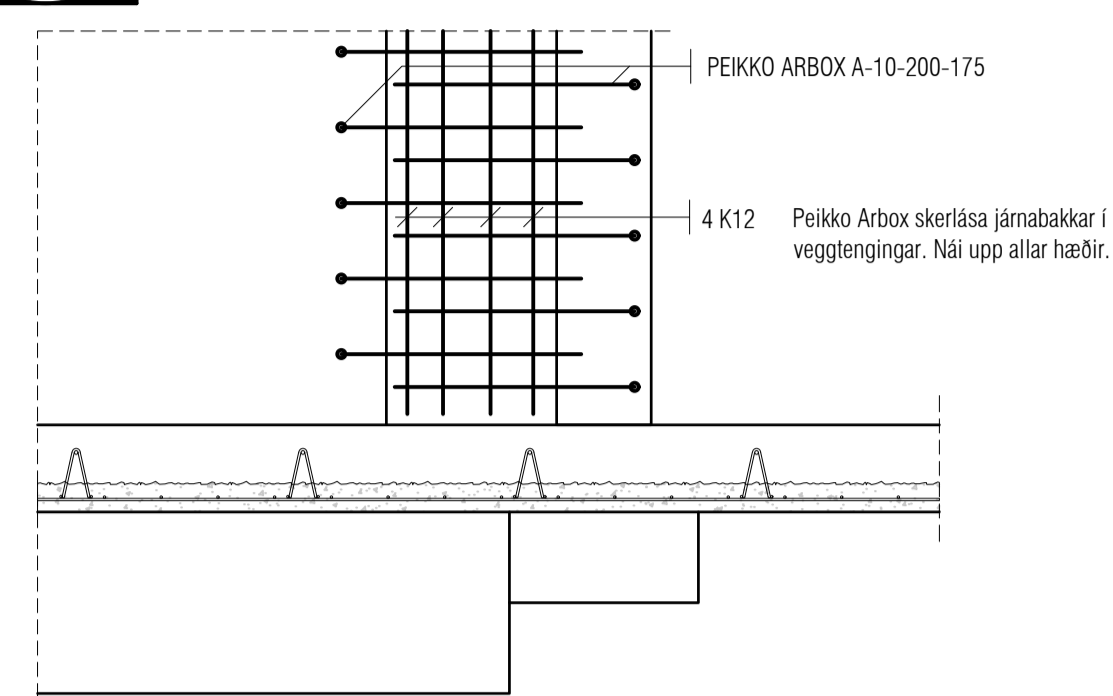 PEIKKO ARBOX A-10-200-175
4 K12 Peikko Arbox skerlása járnabakkar í
veggtengingar. Nái upp allar hæðir.